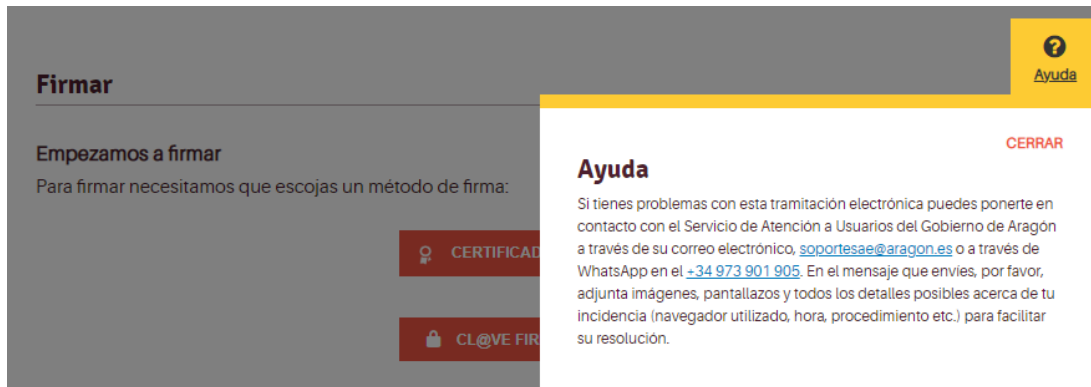 Ayuda
Firmar
Empezamos a firmar
Para firmar necesitamos que escojas un método de firma:
CERTIFICAD
CL@VE FIR
CERRAR
Ayuda
Si tienes problemas con esta tramitación electrónica puedes ponerte en
contacto con el Servicio de Atención a Usuarios del Gobierno de Aragón
a través de su correo electrónico, soportesae@aragon.es o a través de
WhatsApp en el +34 973 901 905. En el mensaje que envíes, por favor,
adjunta imágenes, pantallazos y todos los detalles posibles acerca de tu
incidencia (navegador utilizado, hora, procedimiento etc.) para facilitar
su resolución.